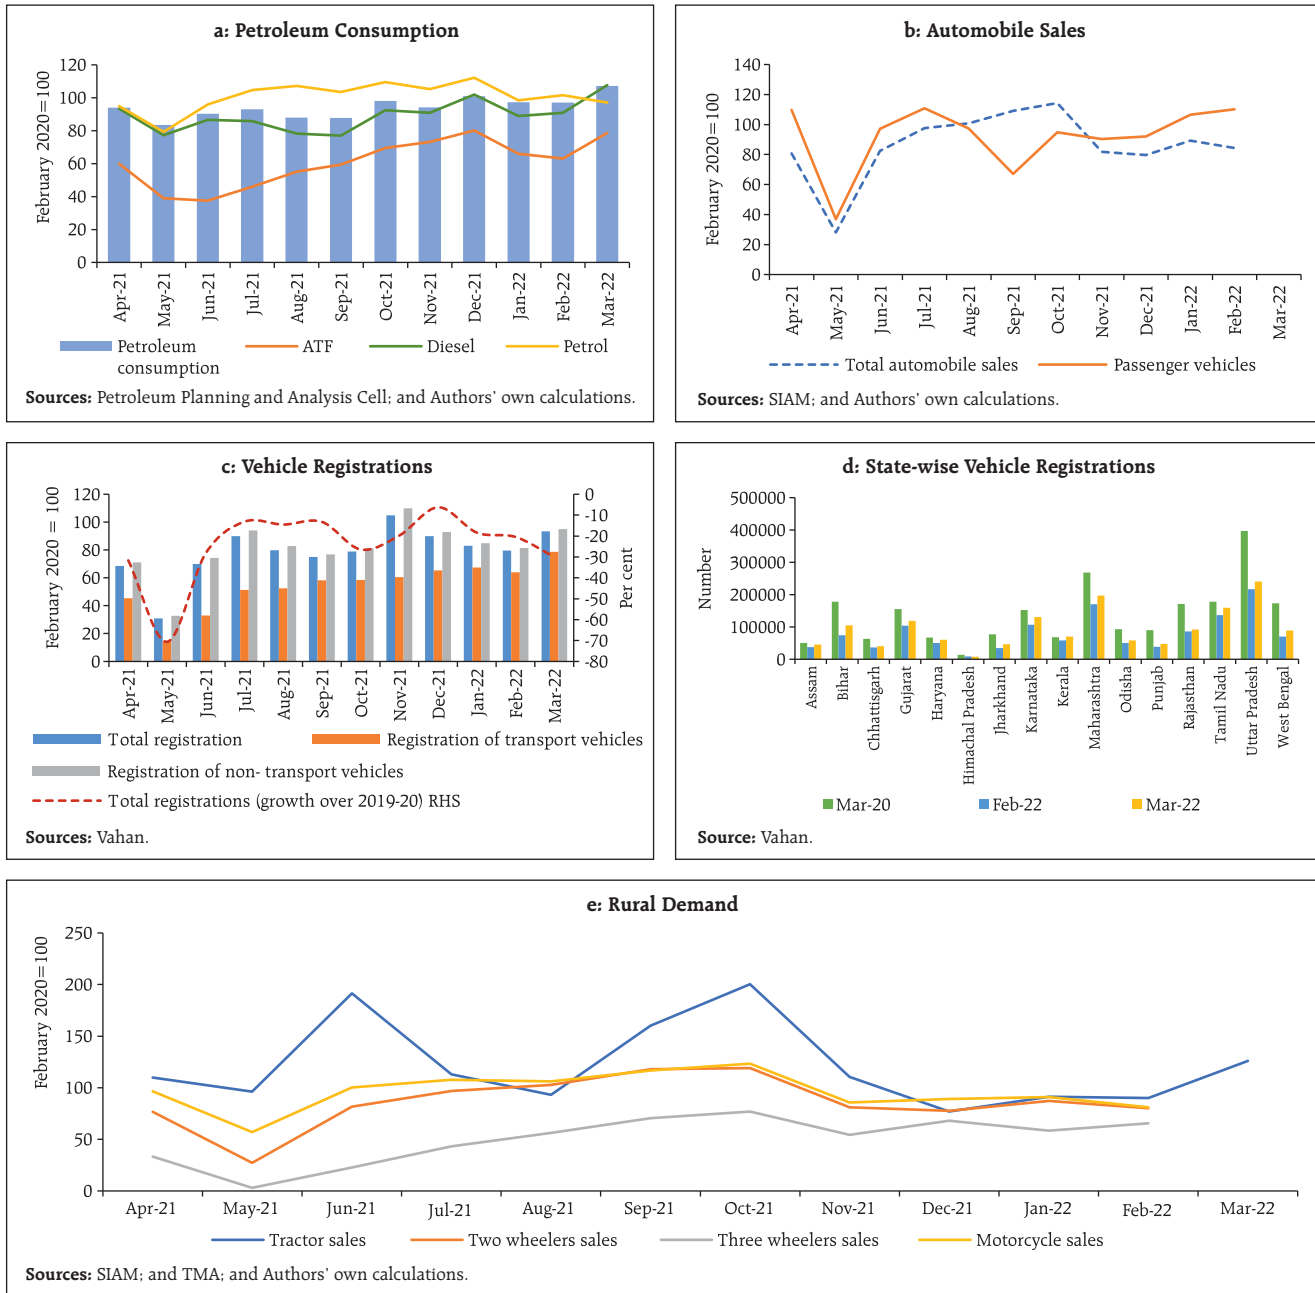 a: Petroleum Consumption
February 2020=100
120
100
80
60
40
20
0
Apr-21
May-21
Jun-21
Jul-21
Aug-21
Sep-21
Oct-21
Nov-21
Dec-21
Jan-22
Feb-22
Mar-22
Petroleum consumption
ATF
Diesel
Petrol
Sources: Petroleum Planning and Analysis Cell; and Authors' own calculations.
b: Automobile Sales
February 2020=100
140
120
100
80
60
40
20
0
Apr-21
May-21
Jun-21
Jul-21
Aug-21
Sep-21
Oct-21
Nov-21
Dec-21
Jan-22
Feb-22
Mar-22
Total automobile sales
Passenger vehicles
Sources: SIAM; and Authors' own calculations.
c: Vehicle Registrations
February 2020 = 100
120
100
80
60
40
20
0
0
-10
-20
-30
-40
-50
-60
-70
-80
Per cent
Apr-21
May-21
Jun-21
Jul-21
Aug-21
Sep-21
Oct-21
Nov-21
Dec-21
Jan-22
Feb-22
Mar-22
Total registration
Registration of transport vehicles
Registration of non- transport vehicles
Total registrations (growth over 2019-20) RHS
Sources: Vahan.
d: State-wise Vehicle Registrations
Number
500000
400000
300000
200000
100000
0
Assam
Bihar
Chhattisgarh
Gujarat
Haryana
Himachal Pradesh
Jharkhand
Karnataka
Kerala
Maharashtra
Odisha
Punjab
Rajasthan
Tamil Nadu
Uttar Pradesh
West Bengal
Mar-20
Feb-22
Mar-22
Source: Vahan.
e: Rural Demand
February 2020=100
250
200
150
100
50
0
Apr-21
May-21
Jun-21
Jul-21
Aug-21
Sep-21
Oct-21
Nov-21
Dec-21
Jan-22
Feb-22
Mar-22
Tractor sales
Two wheelers sales
Three wheelers sales
Motorcycle sales
Sources: SIAM; and TMA; and Authors' own calculations.